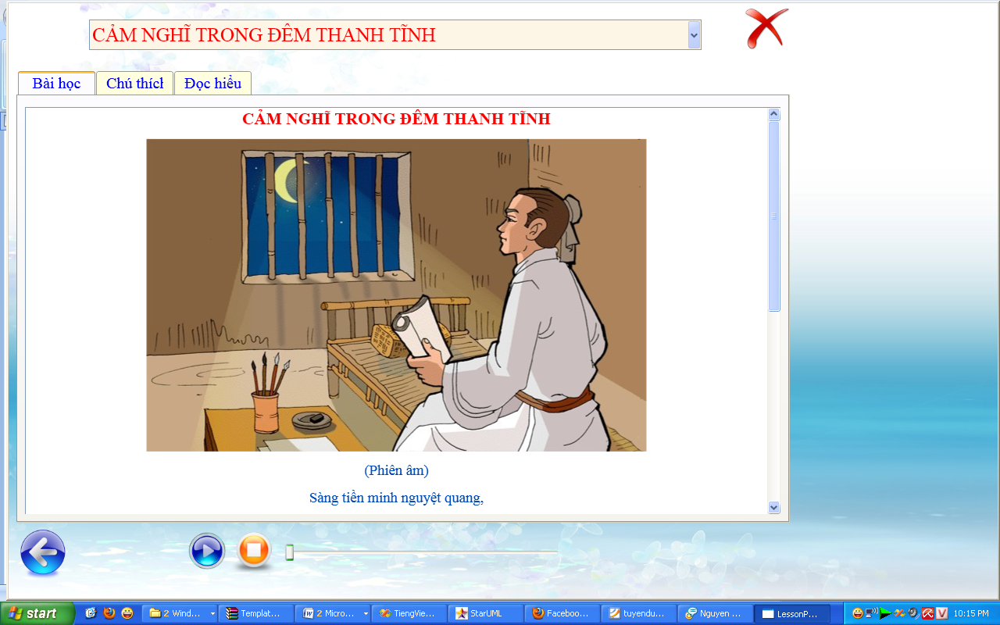 CẢM NGHĨ TRONG ĐÊM THANH TĨNH
Bài học
Chú thích
Đọc hiểu
CẢM NGHĨ TRONG ĐÊM THANH TĨNH
(Phiên âm)
Sàng tiền minh nguyệt quang,
start
2 Wind...
Templat...
2 Micro...
TiengVie...
StarUML
Faceboo...
tuyendu...
Nguyen ...
LessonP...
V
10:15 PM